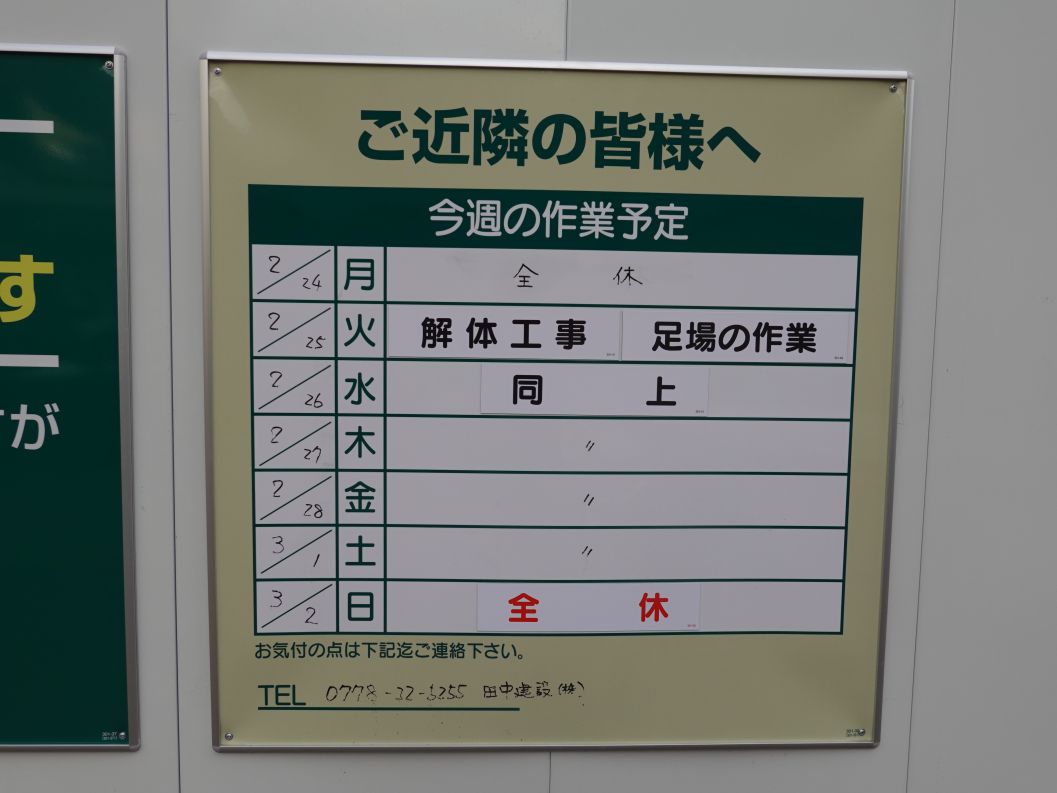 す
すが
ご近隣の皆様へ
今週の作業予定
2/24 月 全 休
2/25 火 解体工事 足場の作業
2/26 水 同 上
2/27 木 〃
2/28 金 〃
3/1 土 〃
3/2 日 全 休
お気付の点は下記迄ご連絡下さい。
TEL 0778-32-5255 田中建設(株)